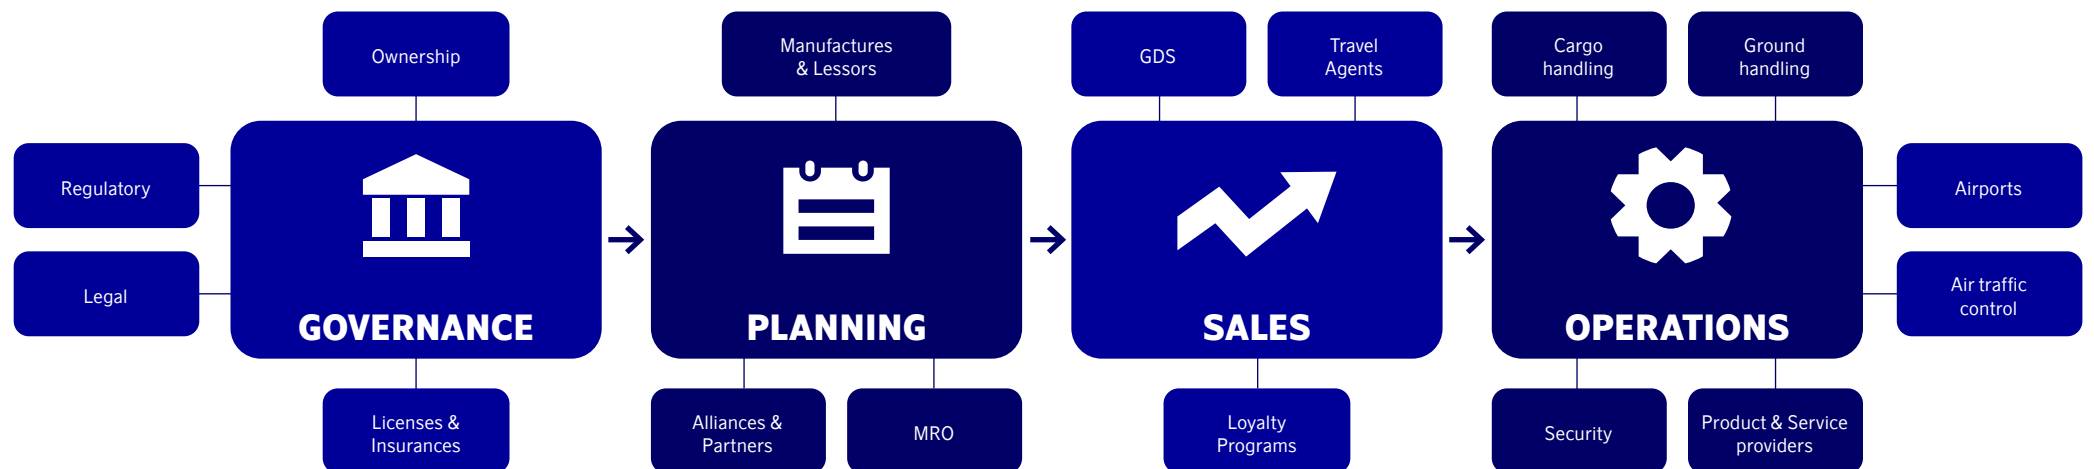 Ownership
Regulatory
Legal
GOVERNANCE
Licenses &
Insurances
Manufactures
& Lessors
PLANNING
Alliances &
Partners
MRO
GDS
Travel
Agents
SALES
Loyalty
Programs
Cargo
handling
Ground
handling
OPERATIONS
Airports
Air traffic
control
Security
Product & Service
providers